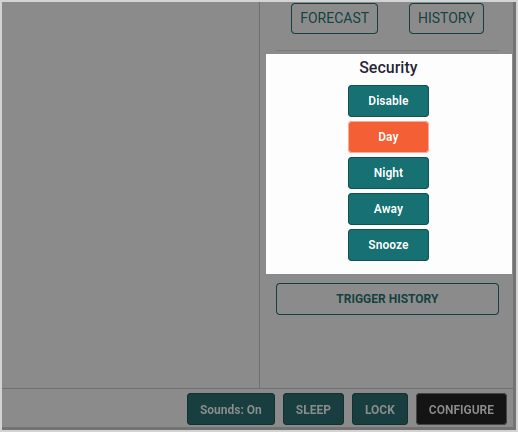 FORECAST HISTORY
Security
Disable
Day
Night
Away
Snooze
TRIGGER HISTORY
Sounds: On SLEEP LOCK CONFIGURE